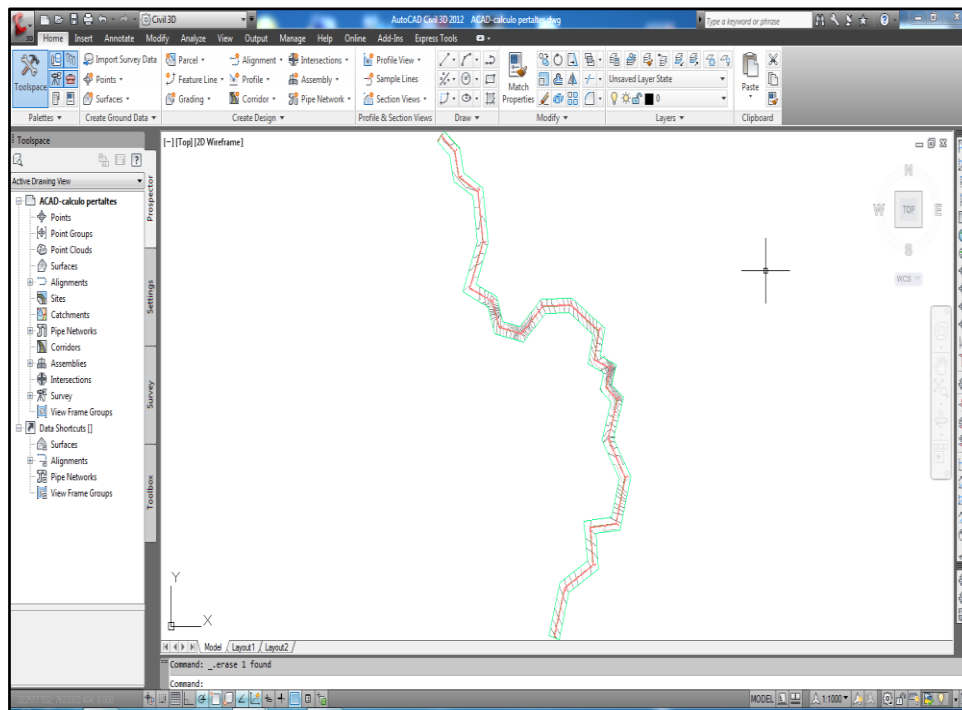 Civil 3D AutoCAD Civil 3D 2012 ACAD-calculo pertaltes.dwg Type a keyword or phrase
3D Home Insert Annotate Modify Analyze View Output Manage Help Online Add-Ins Express Tools
Toolspace
Import Survey Data
Points
Surfaces
Parcel
Feature Line
Grading
Alignment
Profile
Corridor
Intersections
Assembly
Pipe Network
Profile View
Sample Lines
Section Views
Match Properties
Unsaved Layer State
0
Paste
Palettes Create Ground Data Create Design Profile & Section Views Draw Modify Layers Clipboard
Toolspace
Active Drawing View
ACAD-calculo pertaltes
Points
Point Groups
Point Clouds
Surfaces
Alignments
Sites
Catchments
Pipe Networks
Corridors
Assemblies
Intersections
Survey
View Frame Groups
Data Shortcuts []
Surfaces
Alignments
Pipe Networks
View Frame Groups
Prospector
Settings
Survey
Toolbox
[−][Top][2D Wireframe]
N
W TOP E
S
WCS
Y
X
Model Layout1 Layout2
Command: _.erase 1 found
Command:
MODEL 1:1000